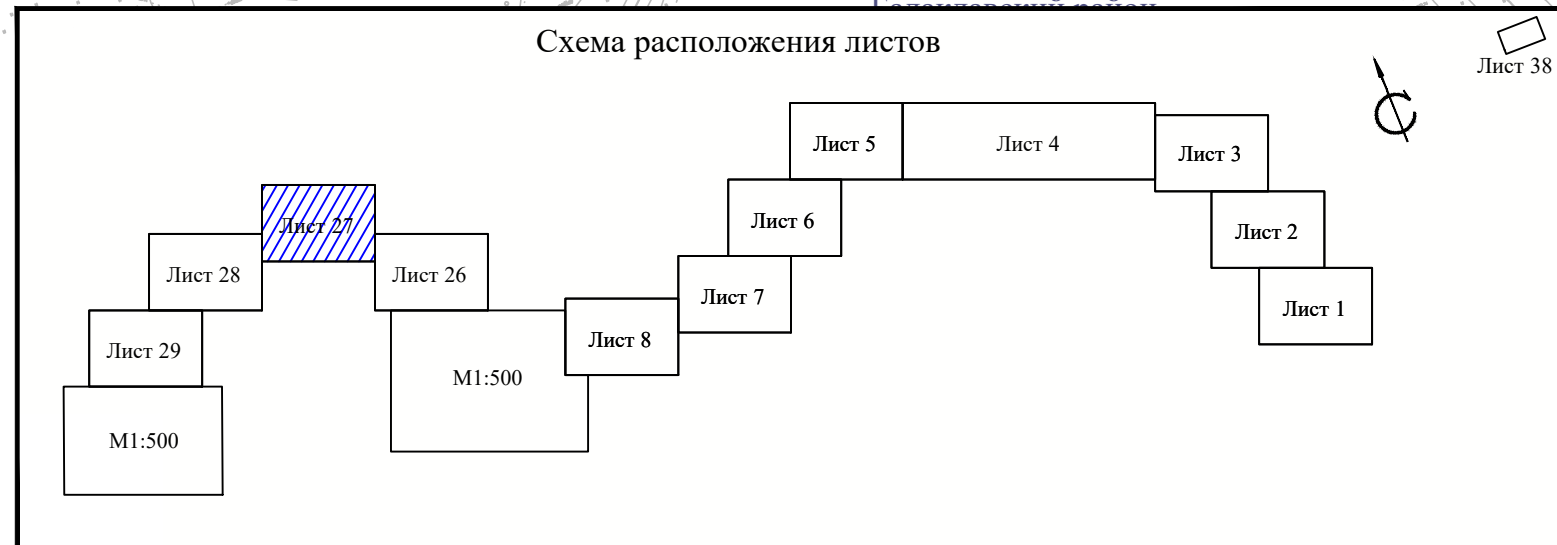 Схема расположения листов
Лист 38
Лист 5
Лист 4
Лист 3
Лист 6
Лист 2
Лист 27
Лист 28
Лист 26
Лист 7
Лист 1
Лист 29
Лист 8
М1:500
М1:500